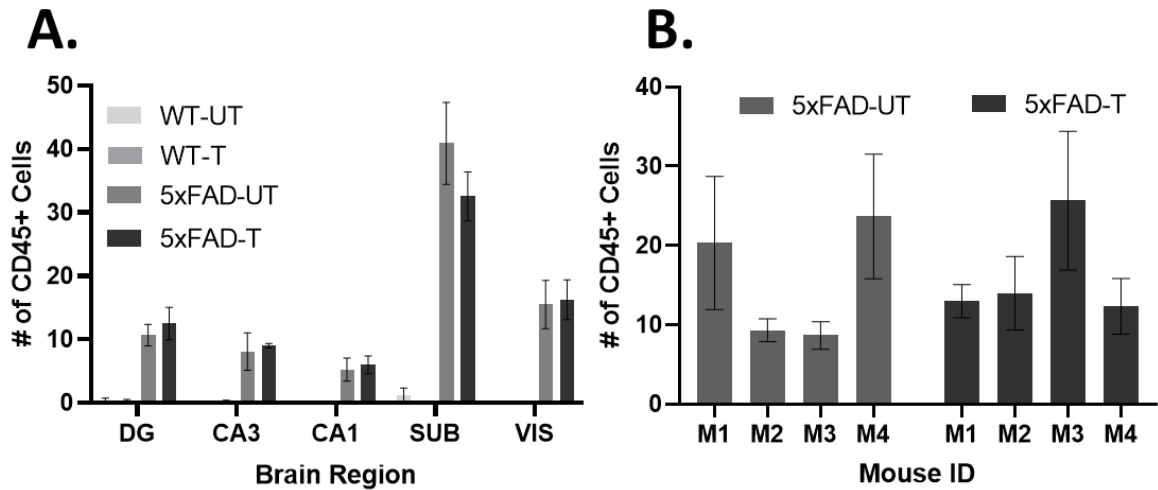 A.
50
40
30
20
10
0
# of CD45+ Cells
WT-UT
WT-T
5xFAD-UT
5xFAD-T
DG CA3 CA1 SUB VIS
Brain Region
B.
40
30
20
10
0
# of CD45+ Cells
5xFAD-UT 5xFAD-T
M1 M2 M3 M4 M1 M2 M3 M4
Mouse ID